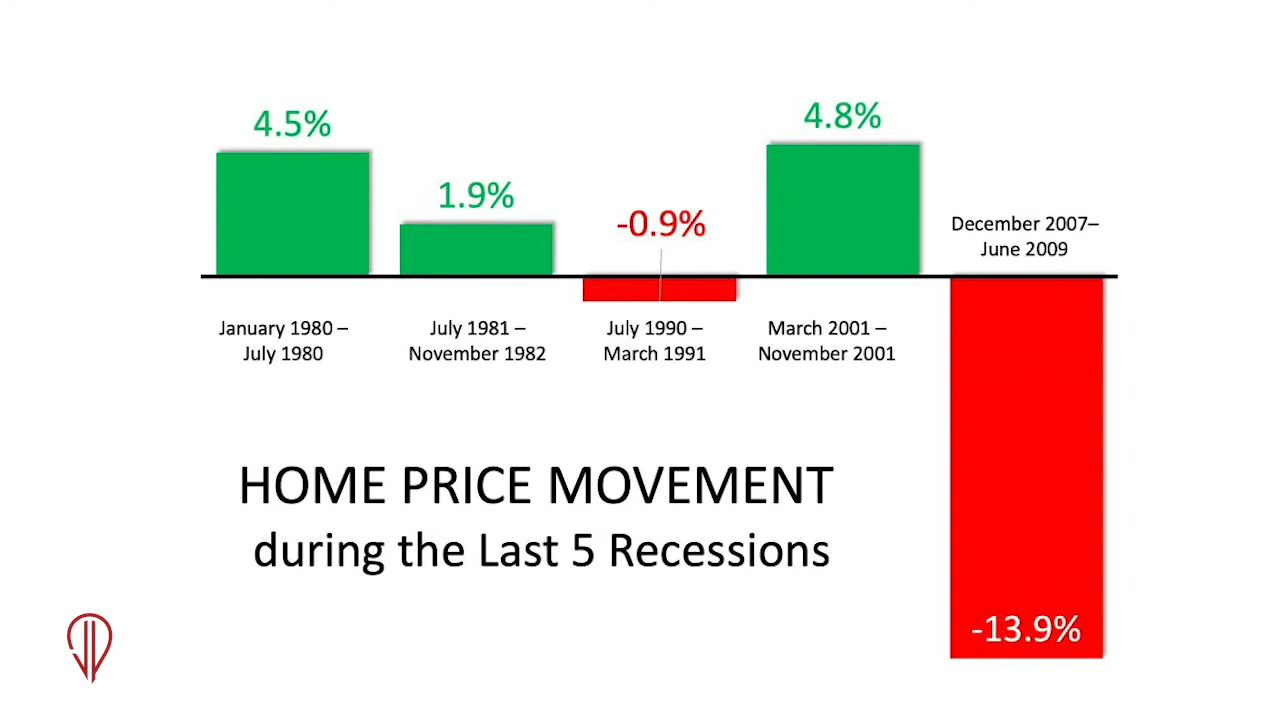 4.5%
1.9%
-0.9%
4.8%
December 2007–
June 2009
January 1980 –
July 1980
July 1981 –
November 1982
July 1990 –
March 1991
March 2001 –
November 2001
HOME PRICE MOVEMENT
during the Last 5 Recessions
-13.9%